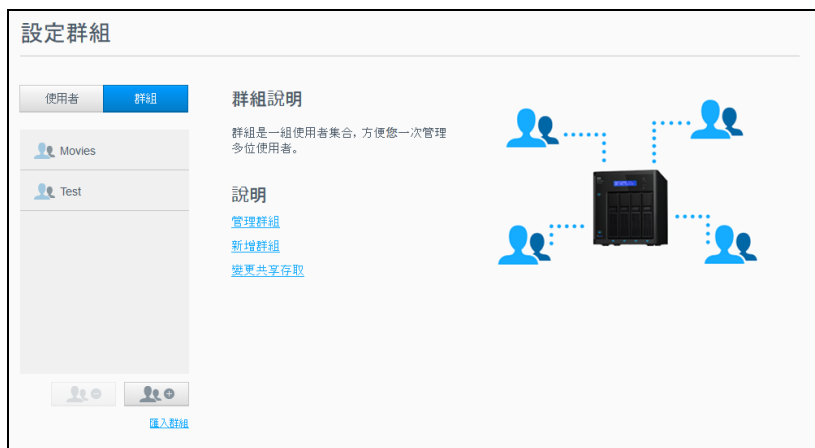 設定群組
使用者
群組
Movies
Test
匯入群組
群組說明
群組是一組使用者集合, 方便您一次管理
多位使用者。
說明
管理群組
新增群組
變更共享存取